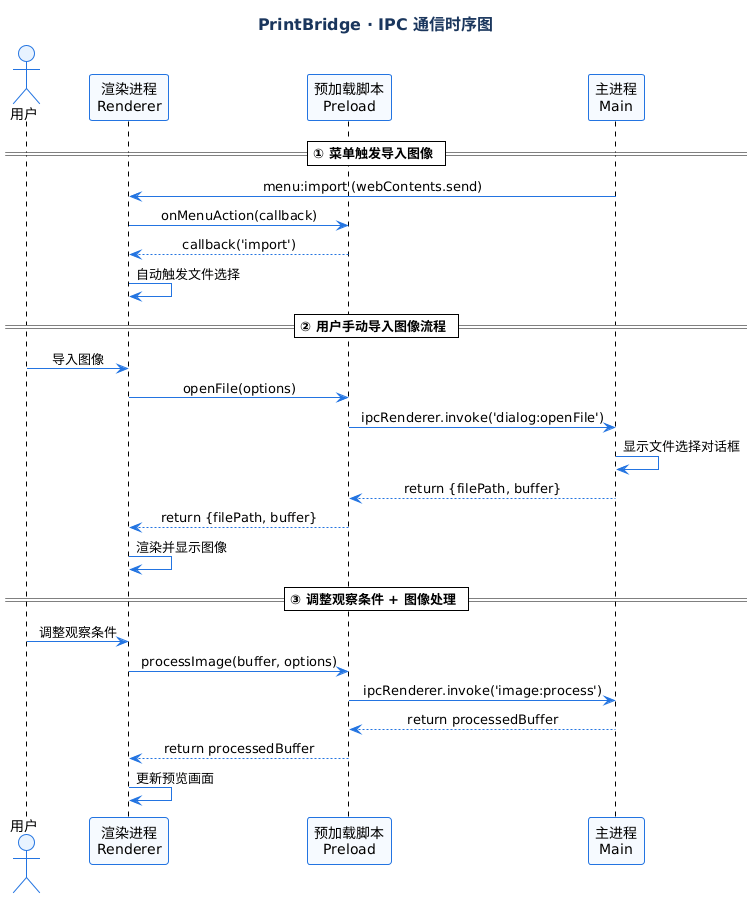 PrintBridge · IPC 通信时序图
用户
渲染进程
Renderer
预加载脚本
Preload
主进程
Main
① 菜单触发导入图像
menu:import (webContents.send)
onMenuAction(callback)
callback('import')
自动触发文件选择
② 用户手动导入图像流程
导入图像
openFile(options)
ipcRenderer.invoke('dialog:openFile')
显示文件选择对话框
return {filePath, buffer}
return {filePath, buffer}
渲染并显示图像
③ 调整观察条件 + 图像处理
调整观察条件
processImage(buffer, options)
ipcRenderer.invoke('image:process')
return processedBuffer
return processedBuffer
更新预览画面
用户
渲染进程
Renderer
预加载脚本
Preload
主进程
Main